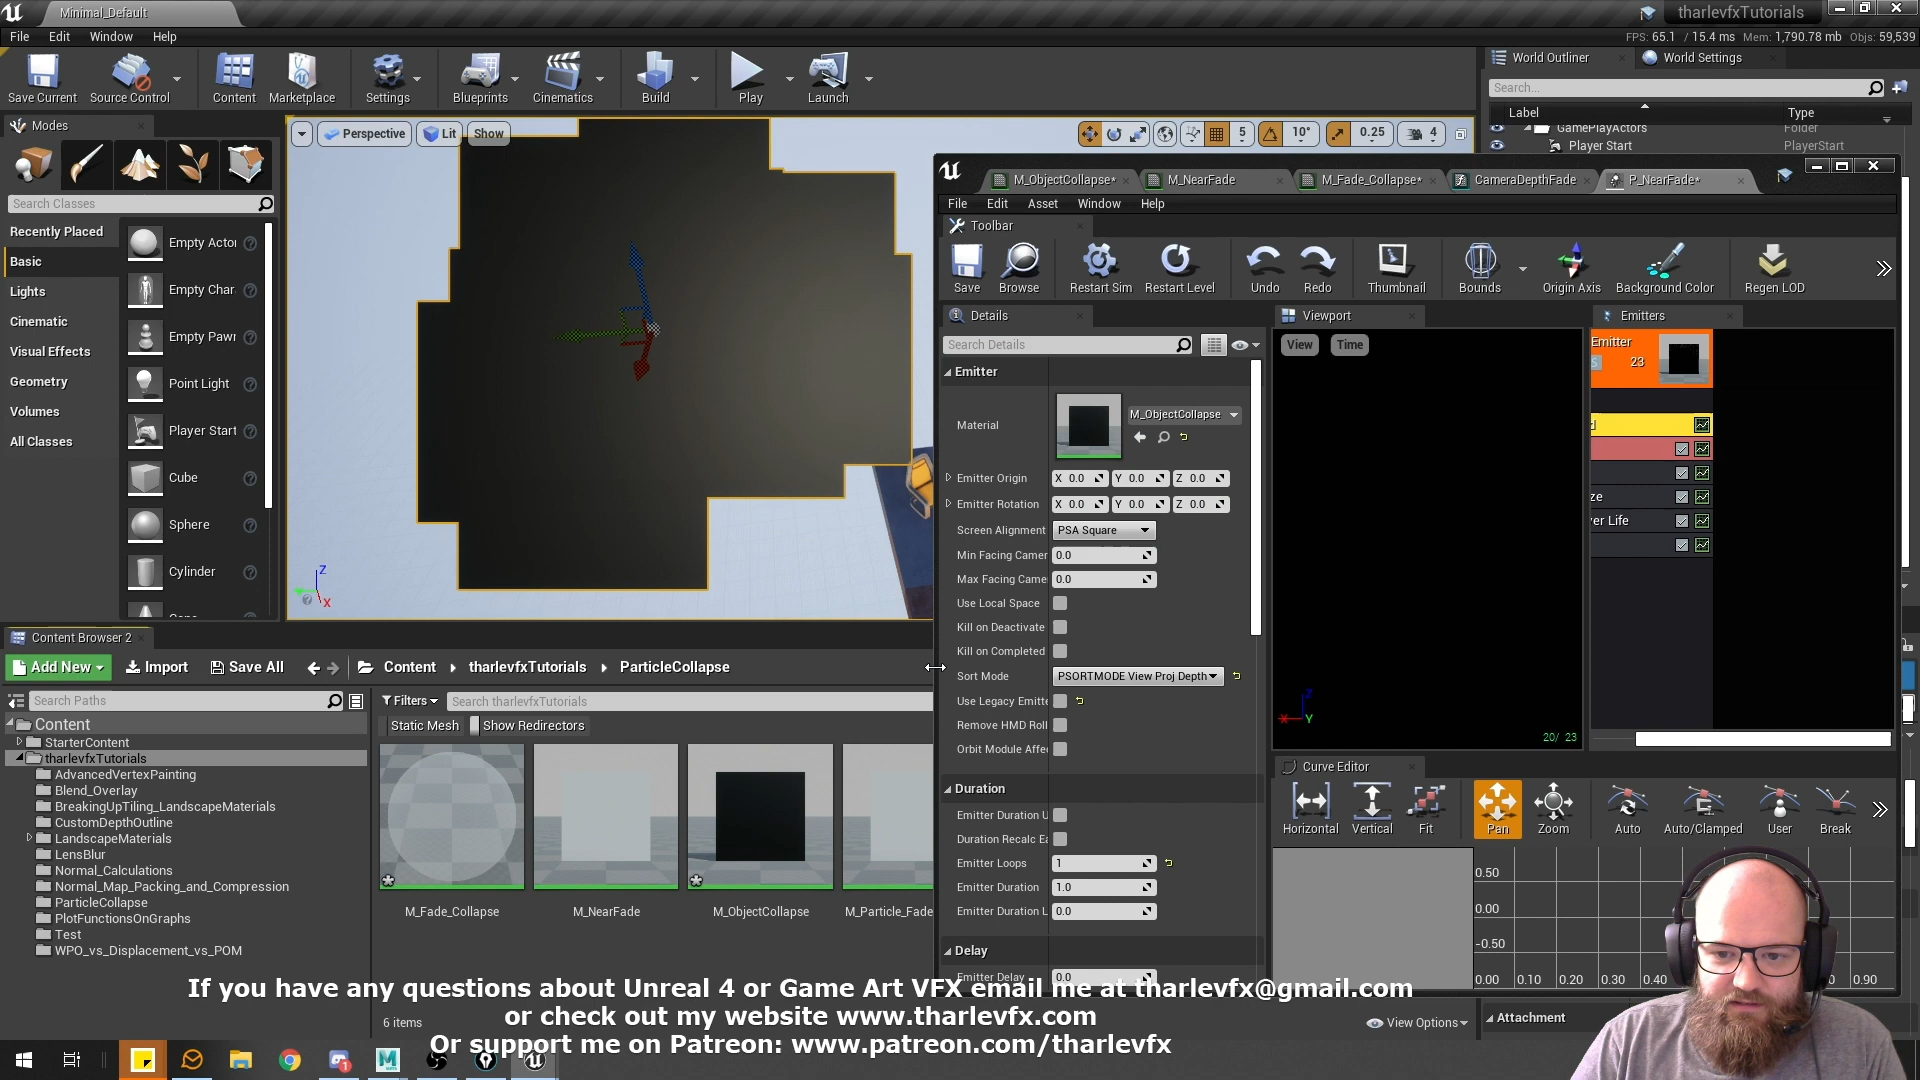 Minimal_Default
tharlevfxTutorials
File Edit Window Help
FPS: 65.1 / 15.4 ms Mem: 1,790.78 mb Objs: 59,539
Save Current
Source Control
Content
Marketplace
Settings
Blueprints
Cinematics
Build
Play
Launch
World Outliner
World Settings
Search...
Label
Type
GamePlayActors
Folder
Player Start
PlayerStart
Modes
Search Classes
Recently Placed
Basic
Lights
Cinematic
Visual Effects
Geometry
Volumes
All Classes
Empty Actor
Empty Char
Empty Pawn
Point Light
Player Start
Cube
Sphere
Cylinder
Perspective
Lit
Show
5
10°
0.25
4
Z
X
M_ObjectCollapse*
M_NearFade
M_Fade_Collapse*
CameraDepthFade
P_NearFade*
File Edit Asset Window Help
Toolbar
Save
Browse
Restart Sim
Restart Level
Undo
Redo
Thumbnail
Bounds
Origin Axis
Background Color
Regen LOD
Details
Search Details
Emitter
Material
M_ObjectCollapse
Emitter Origin X 0.0 Y 0.0 Z 0.0
Emitter Rotation X 0.0 Y 0.0 Z 0.0
Screen Alignment PSA Square
Min Facing Camer 0.0
Max Facing Came 0.0
Use Local Space
Kill on Deactivate
Kill on Completed
Sort Mode PSORTMODE View Proj Depth
Use Legacy Emitte
Remove HMD Roll
Orbit Module Affec
Duration
Emitter Duration U
Duration Recalc Ea
Emitter Loops 1
Emitter Duration 1.0
Emitter Duration L 0.0
Delay
Emitter Delay 0.0
Viewport
View
Time
Z
X
Y
20/ 23
Emitters
Emitter
23
ze
ver Life
Curve Editor
Horizontal
Vertical
Fit
Pan
Zoom
Auto
Auto/Clamped
User
Break
0.50
0.00
-0.50
0.00 0.10 0.20 0.30 0.40 0.90
Attachment
Content Browser 2
Add New
Import
Save All
Content
tharlevfxTutorials
ParticleCollapse
Search Paths
Filters
Search tharlevfxTutorials
Static Mesh
Show Redirectors
Content
StarterContent
tharlevfxTutorials
AdvancedVertexPainting
Blend_Overlay
BreakingUpTiling_LandscapeMaterials
CustomDepthOutline
LandscapeMaterials
LensBlur
Normal_Calculations
Normal_Map_Packing_and_Compression
ParticleCollapse
PlotFunctionsOnGraphs
Test
WPO_vs_Displacement_vs_POM
M_Fade_Collapse
M_NearFade
M_ObjectCollapse
M_Particle_Fade
6 items
View Options
If you have any questions about Unreal 4 or Game Art VFX email me at tharlevfx@gmail.com
or check out my website www.tharlevfx.com
Or support me on Patreon: www.patreon.com/tharlevfx